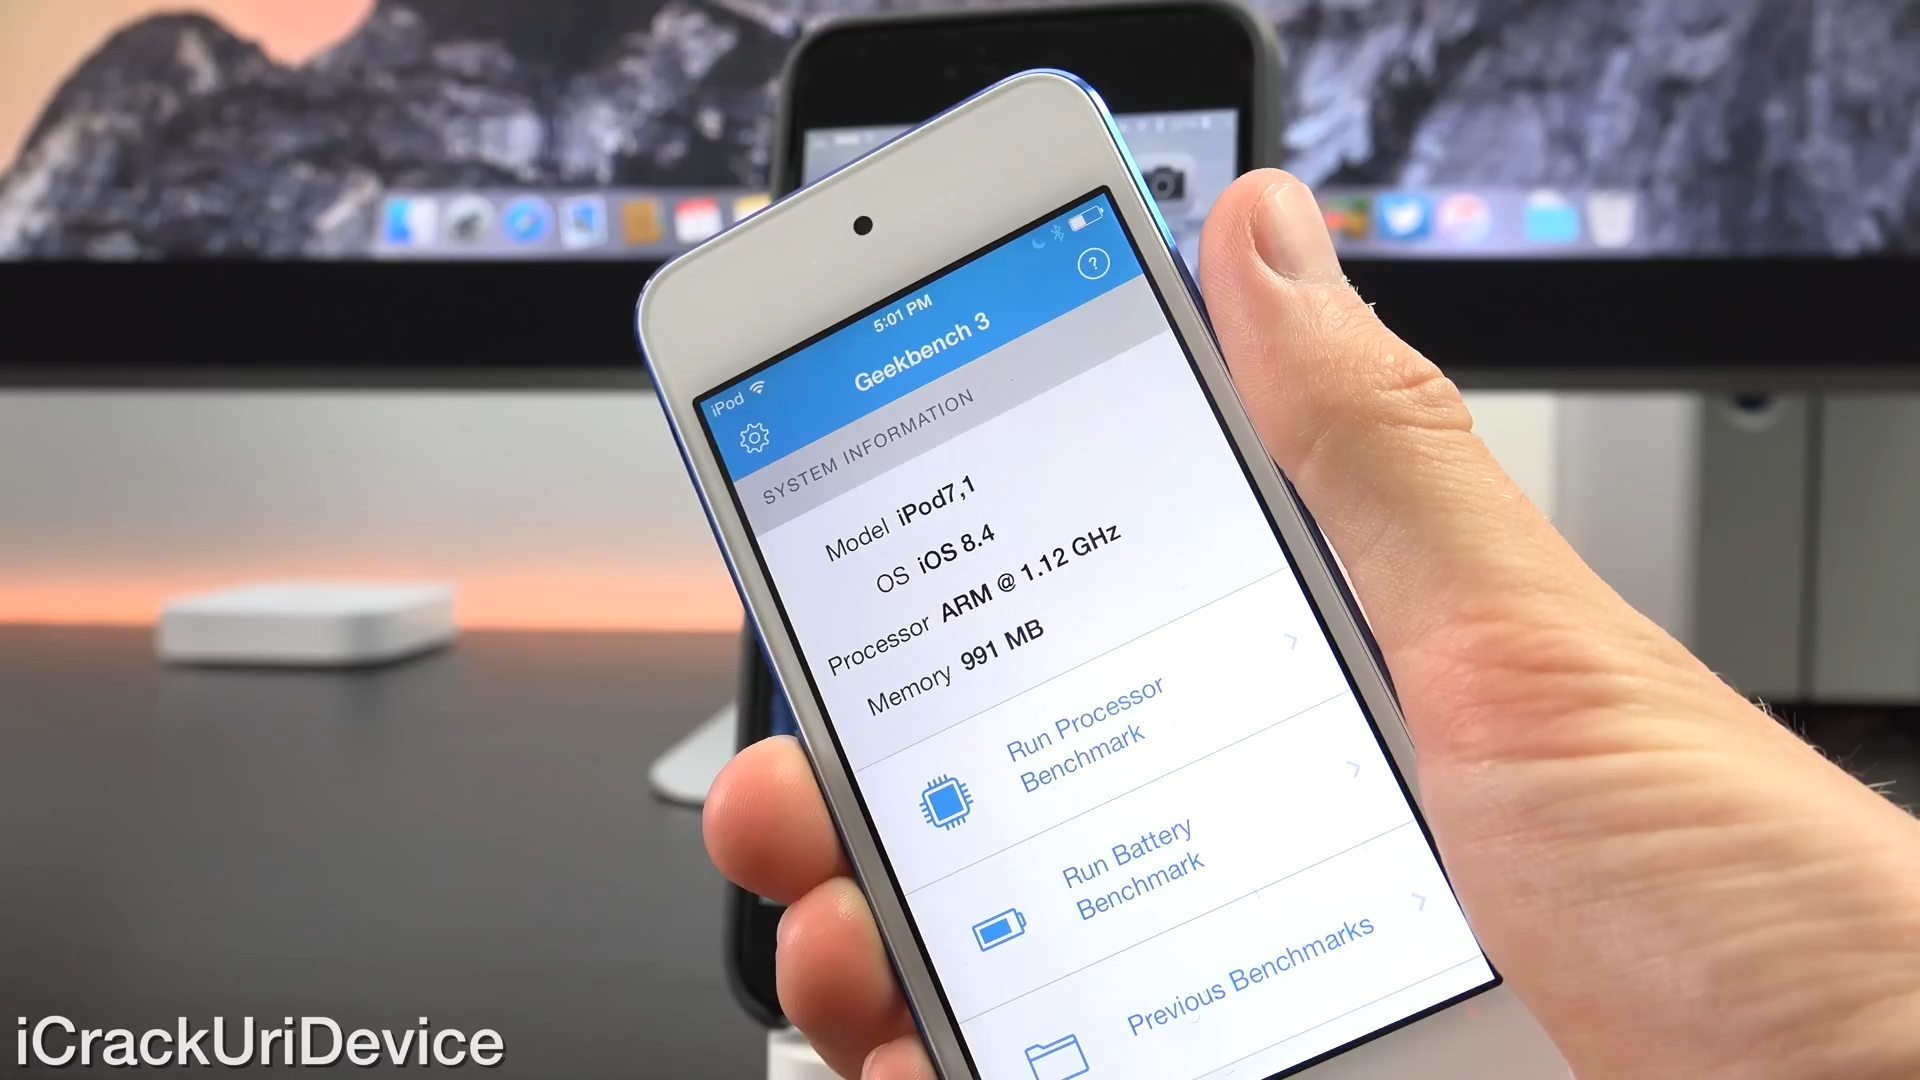 iPod
5:01 PM
Geekbench 3
?
SYSTEM INFORMATION
Model iPod7,1
OS iOS 8.4
Processor ARM @ 1.12 GHz
Memory 991 MB
Run Processor
Benchmark
Run Battery
Benchmark
Previous Benchmarks
iCrackUriDevice